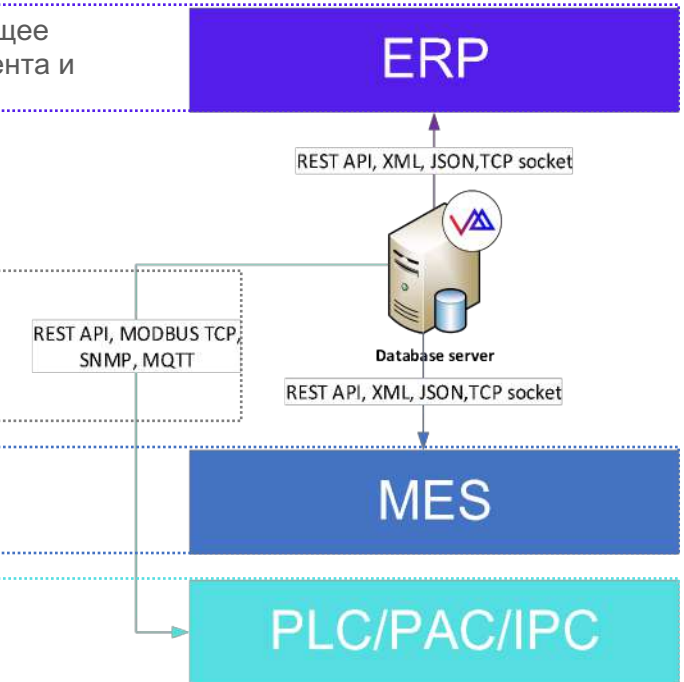 щее
ERP
ента и
REST API, XML, JSON,TCP socket
REST API, MODBUS TCP,
SNMP, MQTT
Database server
REST API, XML, JSON,TCP socket
MES
PLC/PAC/IPC